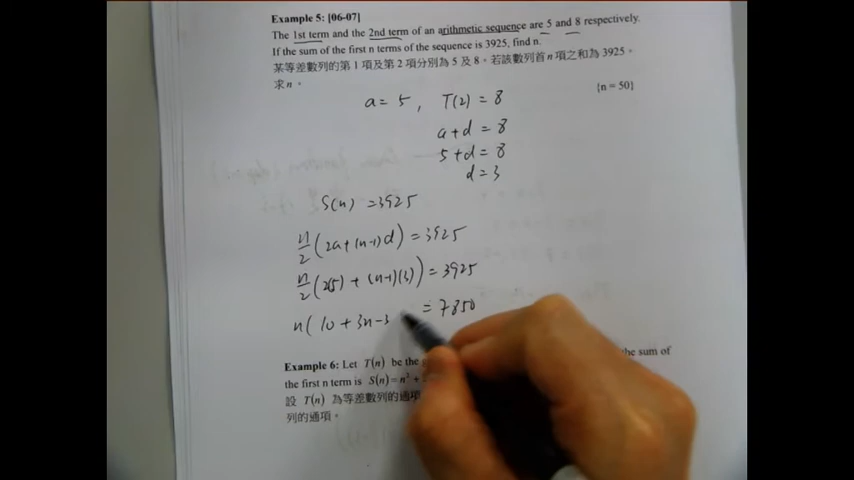 Example 5: [06-07]
The 1st term and the 2nd term of an arithmetic sequence are 5 and 8 respectively.
If the sum of the first n terms of the sequence is 3925, find n.
某等差數列的第 1 項及第 2 項分別為 5 及 8。若該數列首 n 項之和為 3925，
求 n。
{n = 50}
a = 5 , T(2) = 8
a + d = 8
5 + d = 8
d = 3
S(n) = 3925
n/2 (2a + (n-1)d) = 3925
n/2 (2(5) + (n-1)(3)) = 3925
n( 10 + 3n - 3 = 7850
Example 6: Let T(n) be the the sum of
the first n term is S(n) = n² +
設 T(n) 為等差數列的通項
列的通項。